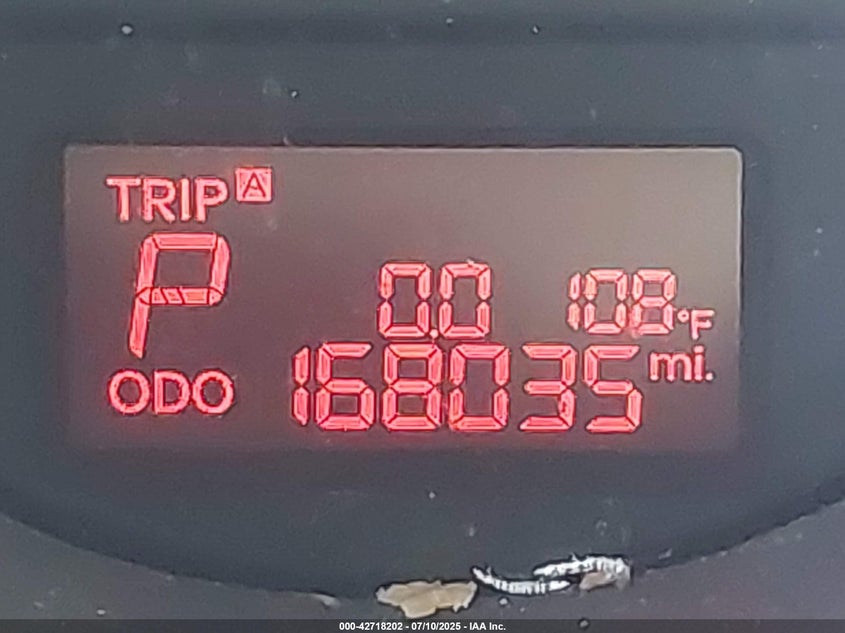 TRIP A
P 0.0 108°F
ODO 168035 mi.
000-42718202 - 07/10/2025 - IAA Inc.